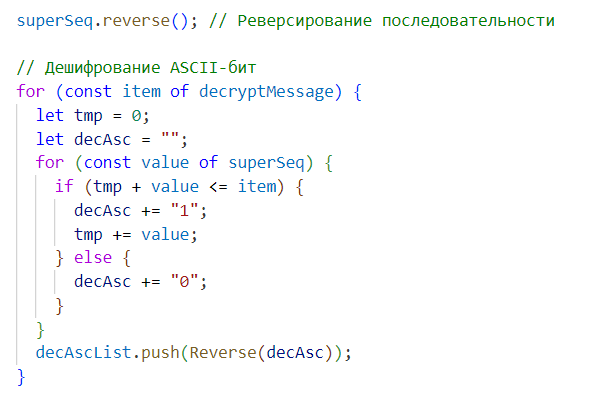 superSeq.reverse(); // Реверсирование последовательности

// Дешифрование ASCII-бит
for (const item of decryptMessage) {
  let tmp = 0;
  let decAsc = "";
  for (const value of superSeq) {
    if (tmp + value <= item) {
      decAsc += "1";
      tmp += value;
    } else {
      decAsc += "0";
    }
  }
  decAscList.push(Reverse(decAsc));
}